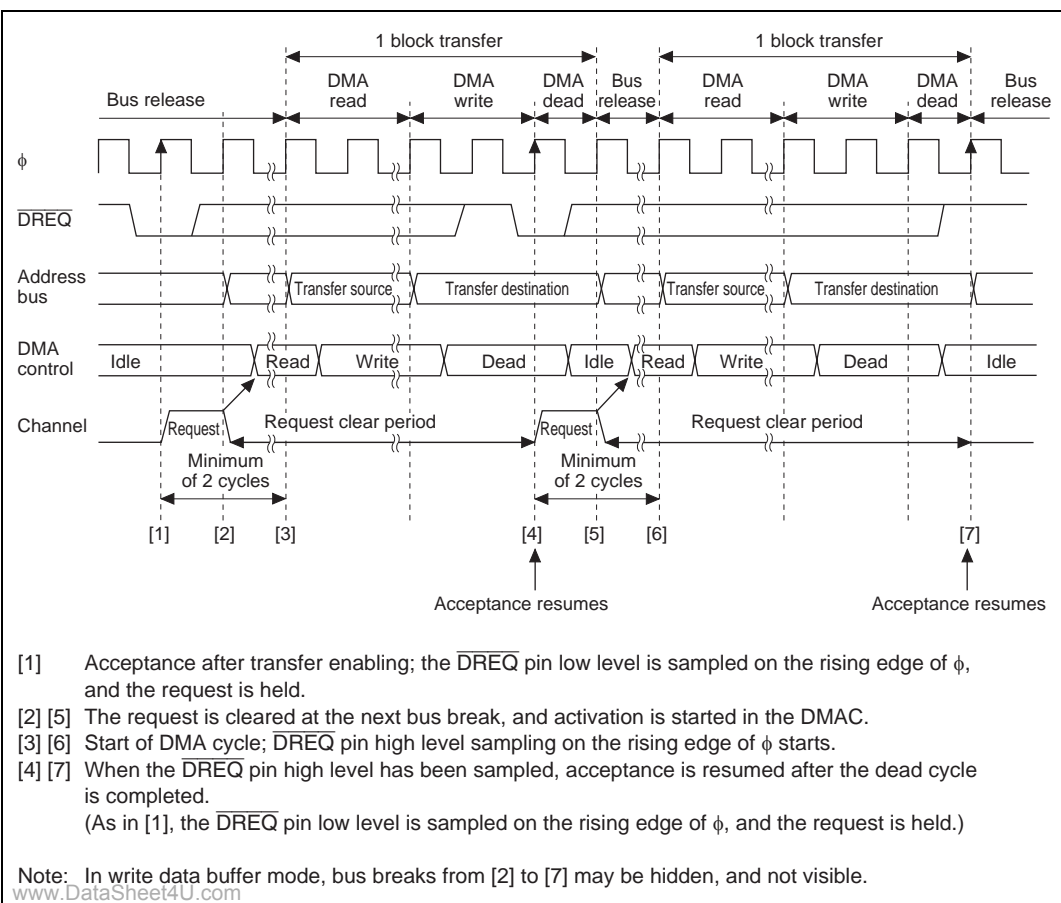 1 block transfer 1 block transfer
Bus release DMA read DMA write DMA dead Bus release DMA read DMA write DMA dead Bus release
ϕ
DREQ
Address bus Transfer source Transfer destination Transfer source Transfer destination
DMA control Idle Read Write Dead Idle Read Write Dead Idle
Channel Request Request clear period Request Request clear period
Minimum of 2 cycles Minimum of 2 cycles
[1] [2] [3] [4] [5] [6] [7]
Acceptance resumes Acceptance resumes
[1] Acceptance after transfer enabling; the DREQ pin low level is sampled on the rising edge of ϕ,
and the request is held.
[2] [5] The request is cleared at the next bus break, and activation is started in the DMAC.
[3] [6] Start of DMA cycle; DREQ pin high level sampling on the rising edge of ϕ starts.
[4] [7] When the DREQ pin high level has been sampled, acceptance is resumed after the dead cycle
is completed.
(As in [1], the DREQ pin low level is sampled on the rising edge of ϕ, and the request is held.)
Note: In write data buffer mode, bus breaks from [2] to [7] may be hidden, and not visible.
www.DataSheet4U.com